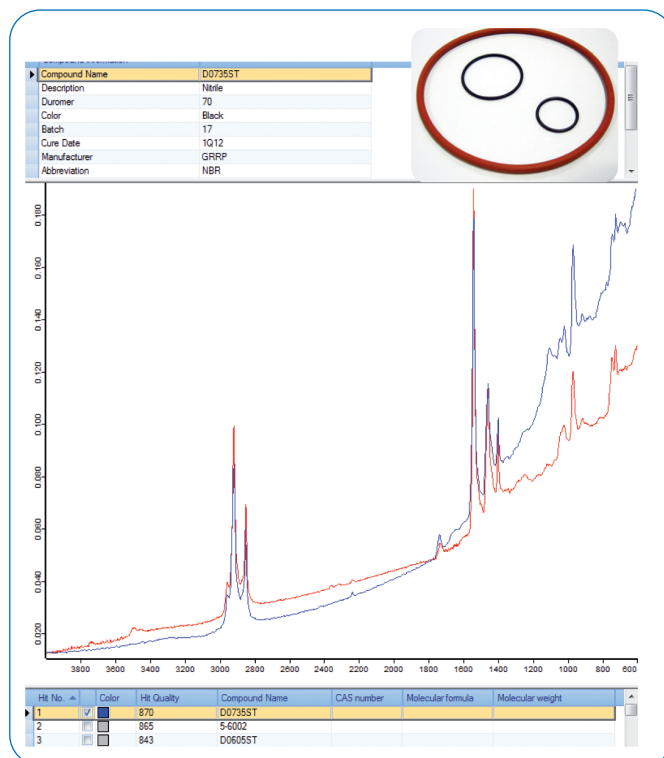 Compound Name D0735ST
Description Nitrile
Duromer 70
Color Black
Batch 17
Cure Date 1Q12
Manufacturer GRRP
Abbreviation NBR
0.180
0.160
0.140
0.120
0.100
0.080
0.060
0.040
0.020
3800 3600 3400 3200 3000 2800 2600 2400 2200 2000 1800 1600 1400 1200 1000 800 600
Hit No. Color Hit Quality Compound Name CAS number Molecular formula Molecular weight
1 870 D0735ST
2 865 5-6002
3 843 D0605ST